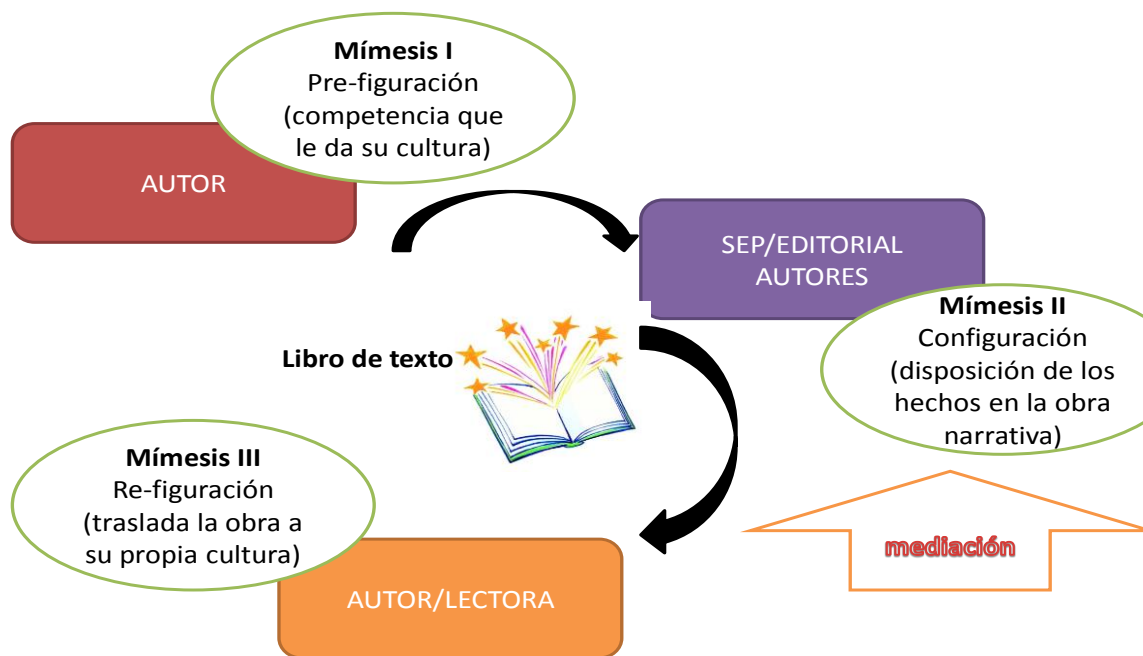 Mímesis I
Pre-figuración
(competencia que
le da su cultura)
AUTOR
SEP/EDITORIAL
AUTORES
Mímesis II
Configuración
(disposición de los
hechos en la obra
narrativa)
Libro de texto
Mímesis III
Re-figuración
(traslada la obra a
su propia cultura)
mediación
AUTOR/LECTORA